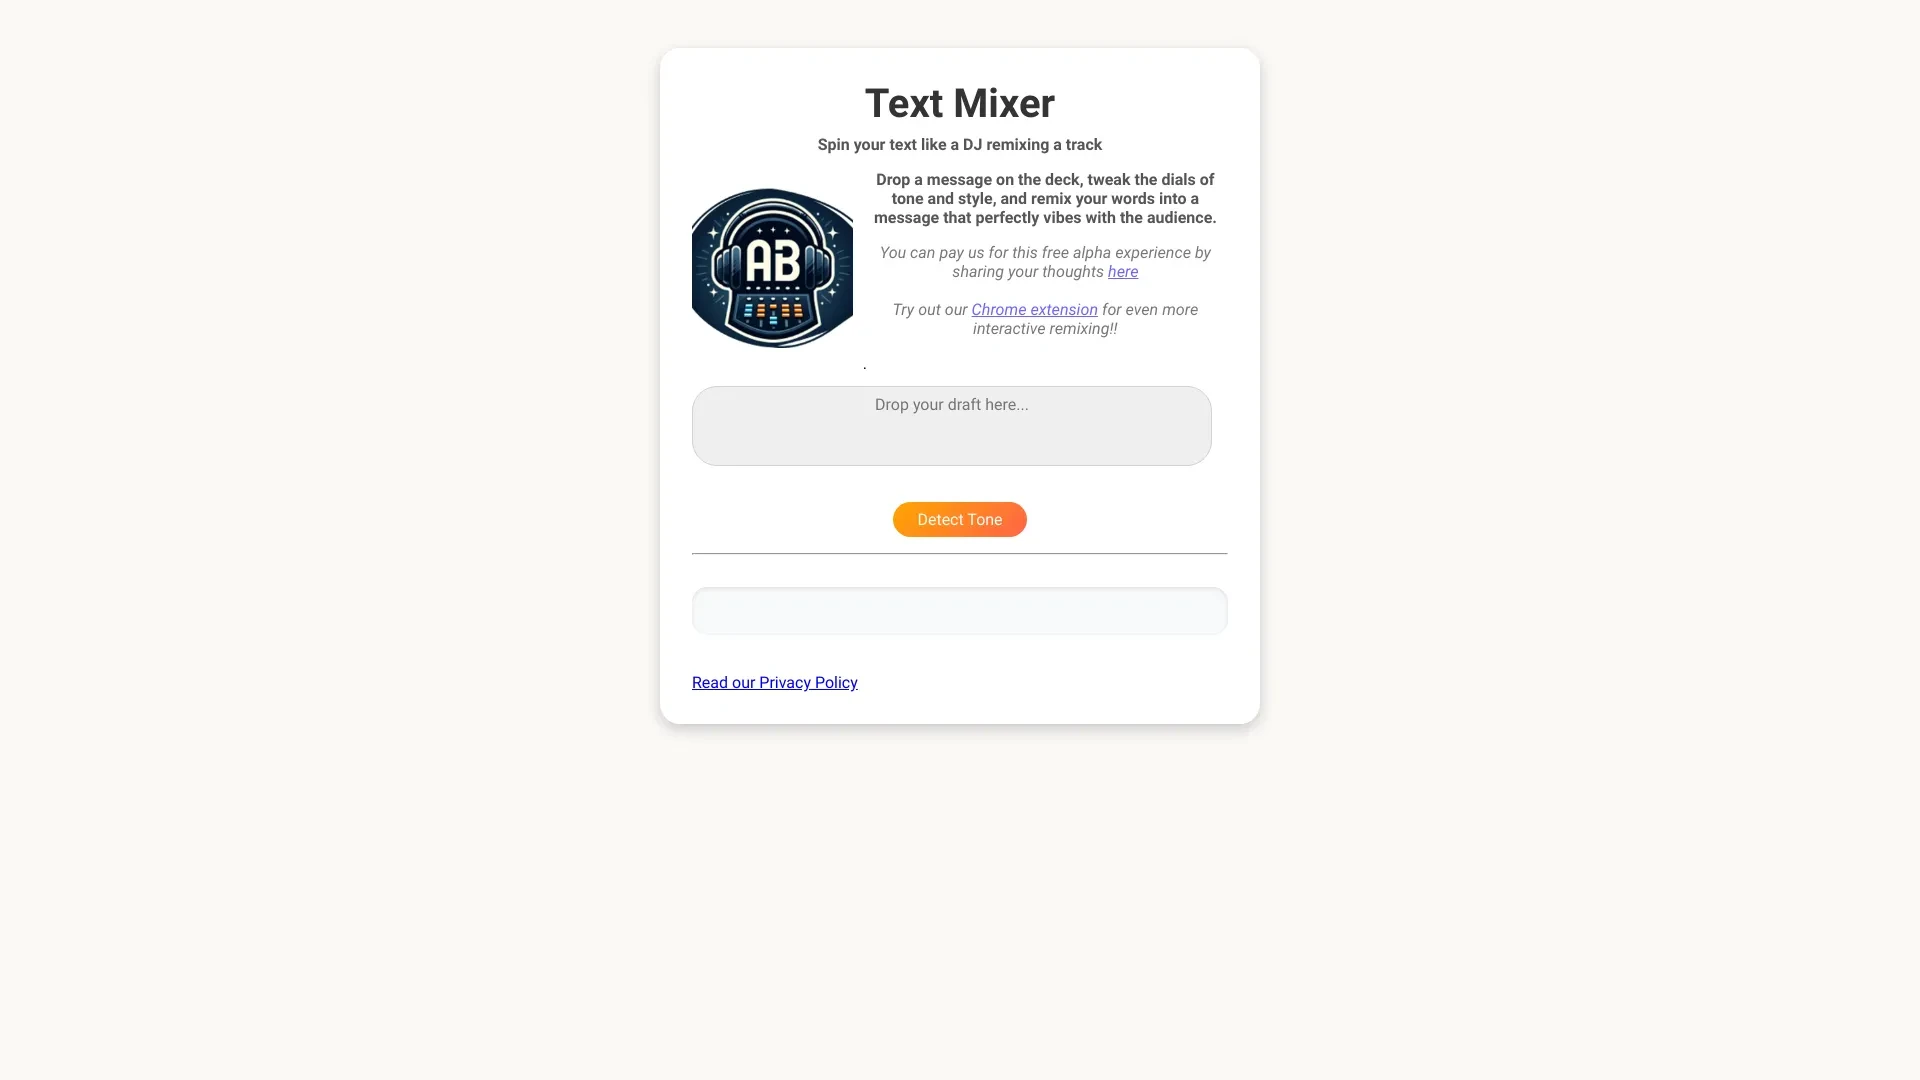 Text Mixer
Spin your text like a DJ remixing a track
AB
Drop a message on the deck, tweak the dials of
tone and style, and remix your words into a
message that perfectly vibes with the audience.
You can pay us for this free alpha experience by
sharing your thoughts here
Try out our Chrome extension for even more
interactive remixing!!
.
Drop your draft here...
Detect Tone
Read our Privacy Policy